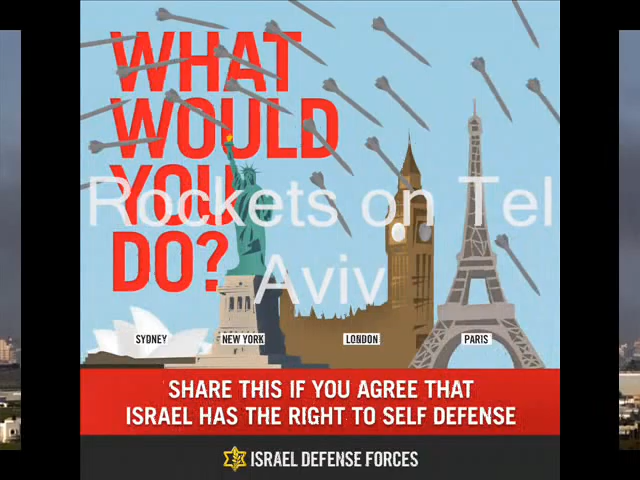 WHAT
WOULD
YOU
DO?
Rockets on Tel
Aviv
SYDNEY
NEW YORK
LONDON
PARIS
SHARE THIS IF YOU AGREE THAT
ISRAEL HAS THE RIGHT TO SELF DEFENSE
ISRAEL DEFENSE FORCES